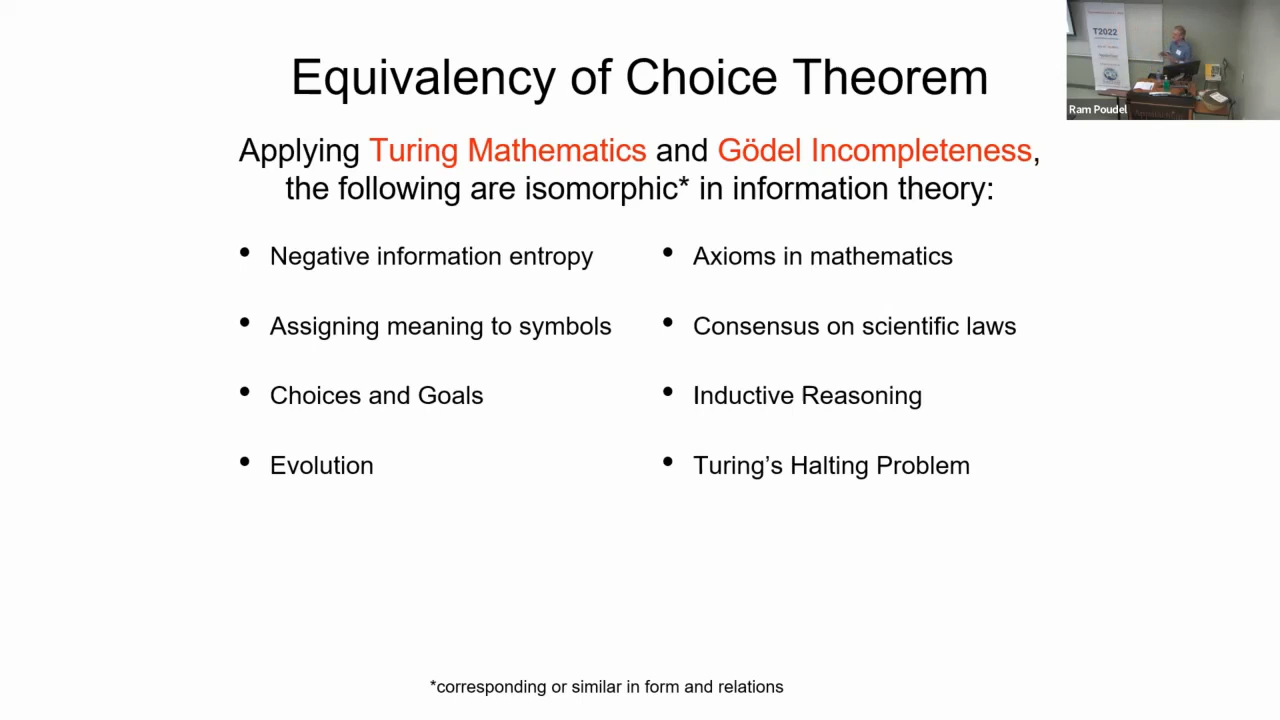 Equivalency of Choice Theorem
Applying Turing Mathematics and Gödel Incompleteness,
the following are isomorphic* in information theory:
• Negative information entropy
• Assigning meaning to symbols
• Choices and Goals
• Evolution
• Axioms in mathematics
• Consensus on scientific laws
• Inductive Reasoning
• Turing’s Halting Problem
*corresponding or similar in form and relations
T2022
Ram Poudel